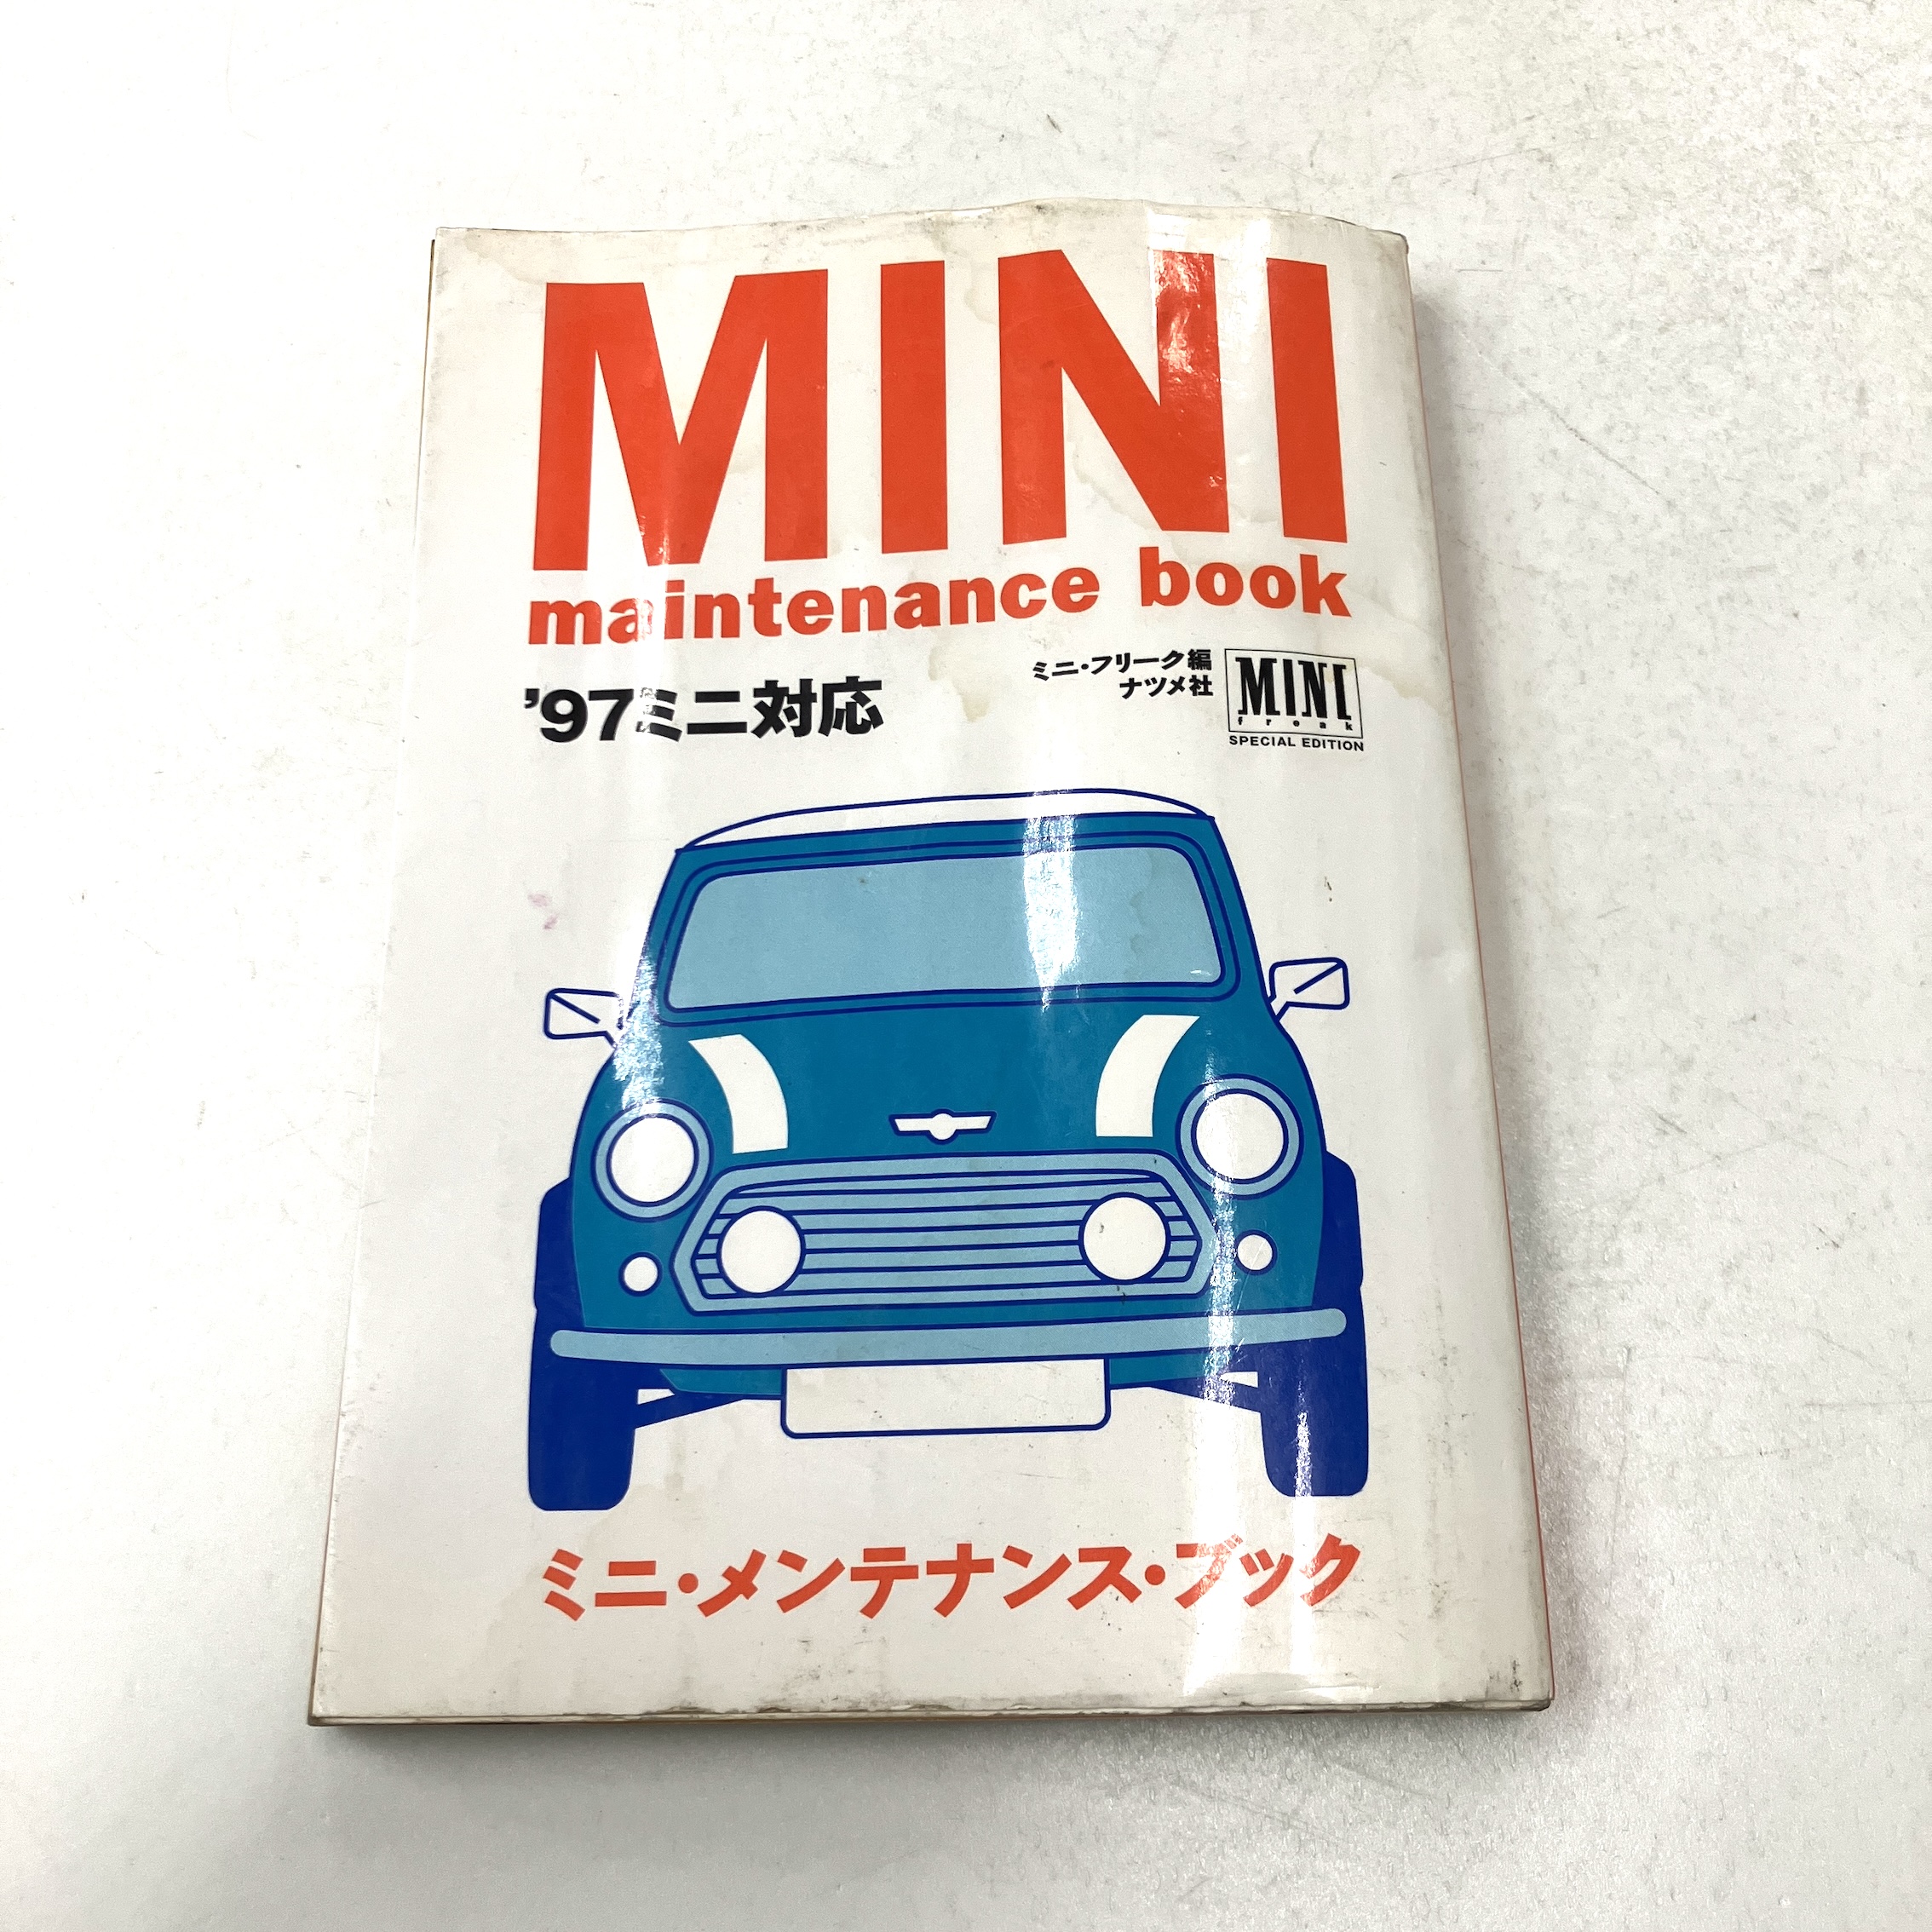 MINI
maintenance book
'97ミニ対応
ミニ・フリーク編
ナツメ社
MINI
freak
SPECIAL EDITION
ミニ・メンテナンス・ブック